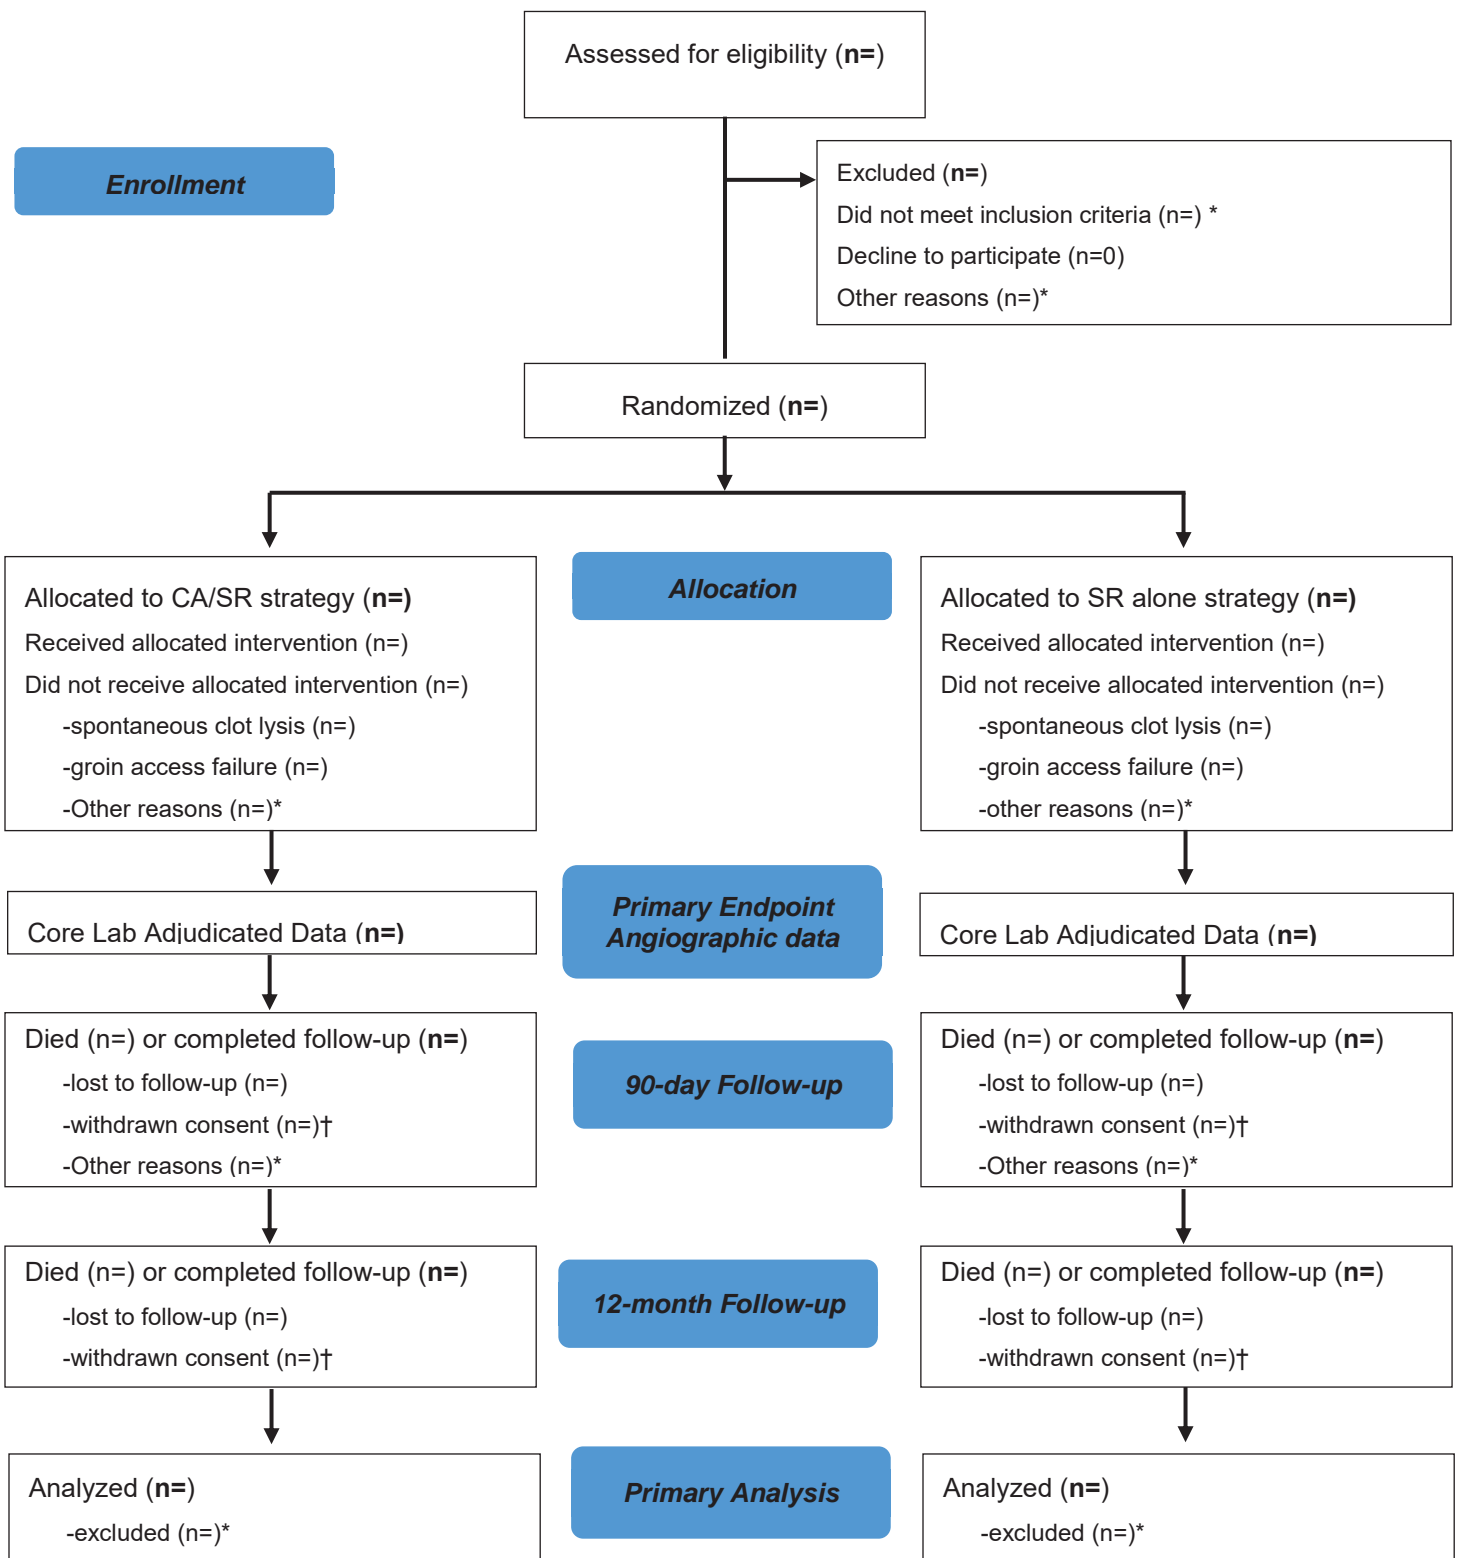 Assessed for eligibility (n=)
Enrollment
Excluded (n=)
Did not meet inclusion criteria (n=) *
Decline to participate (n=0)
Other reasons (n=)*
Randomized (n=)
Allocation
Allocated to CA/SR strategy (n=)
Received allocated intervention (n=)
Did not receive allocated intervention (n=)
-spontaneous clot lysis (n=)
-groin access failure (n=)
-Other reasons (n=)*
Allocated to SR alone strategy (n=)
Received allocated intervention (n=)
Did not receive allocated intervention (n=)
-spontaneous clot lysis (n=)
-groin access failure (n=)
-other reasons (n=)*
Primary Endpoint
Angiographic data
Core Lab Adjudicated Data (n=)
Core Lab Adjudicated Data (n=)
90-day Follow-up
Died (n=) or completed follow-up (n=)
-lost to follow-up (n=)
-withdrawn consent (n=)†
-Other reasons (n=)*
Died (n=) or completed follow-up (n=)
-lost to follow-up (n=)
-withdrawn consent (n=)†
-Other reasons (n=)*
12-month Follow-up
Died (n=) or completed follow-up (n=)
-lost to follow-up (n=)
-withdrawn consent (n=)†
Died (n=) or completed follow-up (n=)
-lost to follow-up (n=)
-withdrawn consent (n=)†
Primary Analysis
Analyzed (n=)
-excluded (n=)*
Analyzed (n=)
-excluded (n=)*